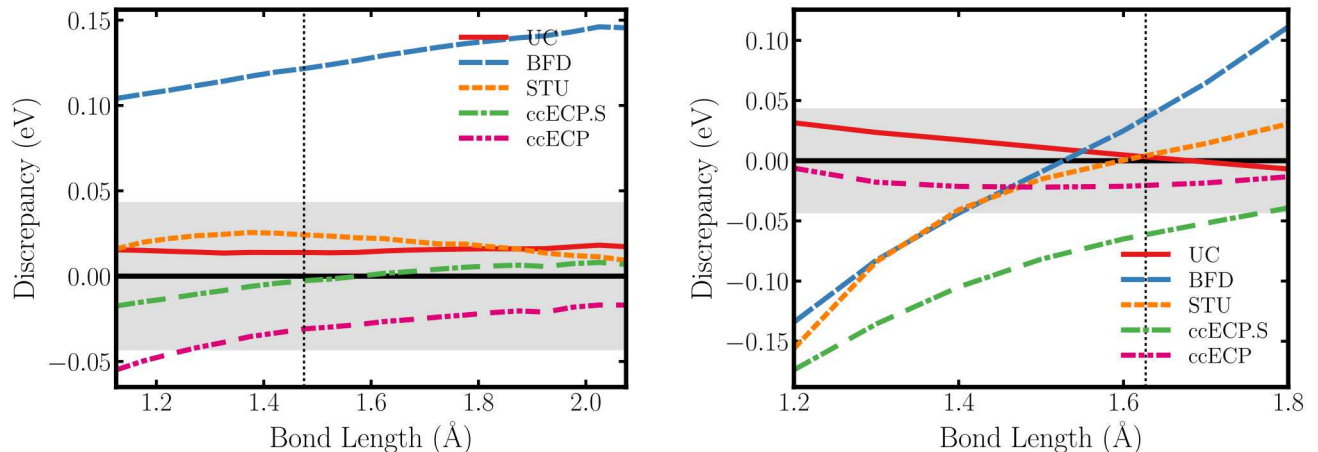 0.15
0.10
0.05
0.00
−0.05
Discrepancy (eV)
UC
BFD
STU
ccECP.S
ccECP
1.2 1.4 1.6 1.8 2.0
Bond Length (Å)
0.10
0.05
0.00
−0.05
−0.10
−0.15
Discrepancy (eV)
UC
BFD
STU
ccECP.S
ccECP
1.2 1.4 1.6 1.8
Bond Length (Å)